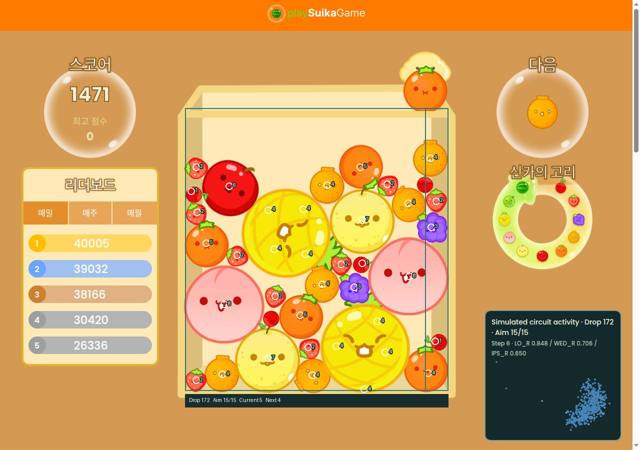 playSuikaGame
스코어
1471
최고 점수
0
리더보드
매일 매주 매월
1 40005
2 39032
3 38166
4 30420
5 26336
다음
신카의 고리
Simulated circuit activity · Drop 172
· Aim 15/15
Step 6 · LO_R 0.848 / WED_R 0.706 /
IPS_R 0.650
Drop 172 Aim 15/15 Current 5 Next 4